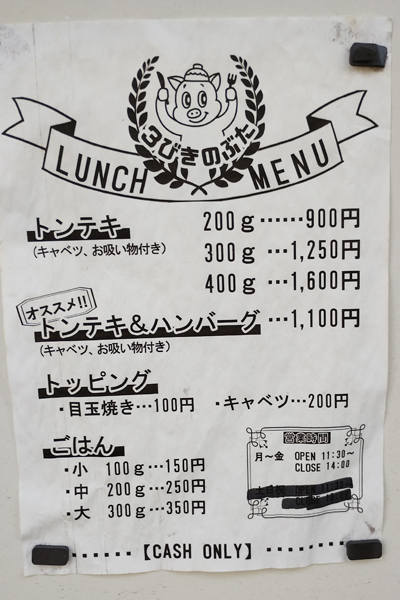 3びきのぶた
LUNCH MENU
トンテキ 200g……900円
(キャベツ、お吸い物付き) 300g…1,250円
400g…1,600円
オススメ!!
トンテキ&ハンバーグ…1,100円
(キャベツ、お吸い物付き)
トッピング
・目玉焼き…100円 ・キャベツ…200円
ごはん
・小 100g…150円
・中 200g…250円
・大 300g…350円
営業時間
月～金 OPEN 11:30～
CLOSE 14:00
【CASH ONLY】